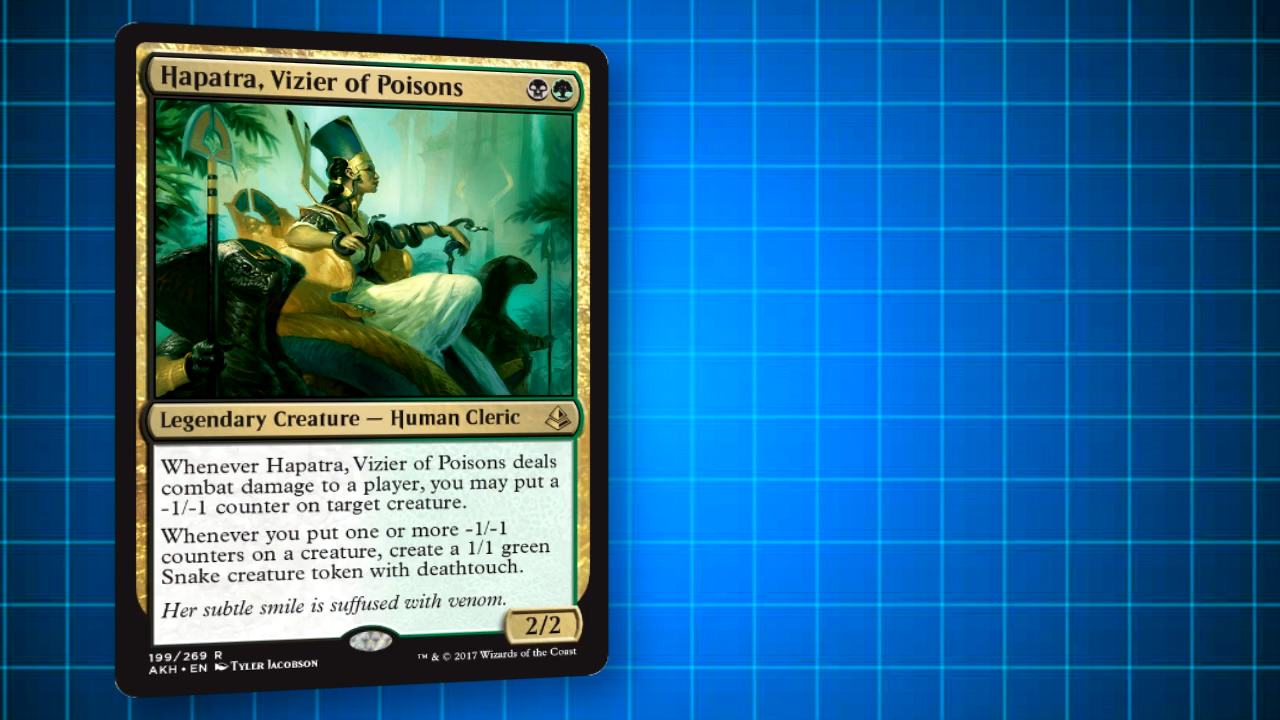 Hapatra, Vizier of Poisons
Legendary Creature — Human Cleric
Whenever Hapatra, Vizier of Poisons deals
combat damage to a player, you may put a
-1/-1 counter on target creature.
Whenever you put one or more -1/-1
counters on a creature, create a 1/1 green
Snake creature token with deathtouch.
Her subtle smile is suffused with venom.
2/2
199/269 R
AKH • EN Tyler Jacobson
™ & © 2017 Wizards of the Coast